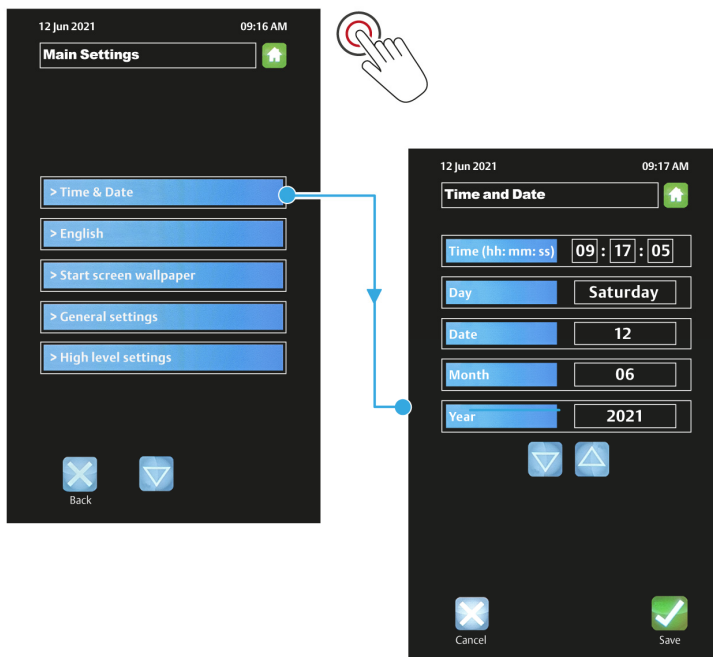 12 Jun 2021 09:16 AM
Main Settings
> Time & Date
> English
> Start screen wallpaper
> General settings
> High level settings
Back
12 Jun 2021 09:17 AM
Time and Date
Time (hh: mm: ss) 09 : 17 : 05
Day Saturday
Date 12
Month 06
Year 2021
Cancel Save